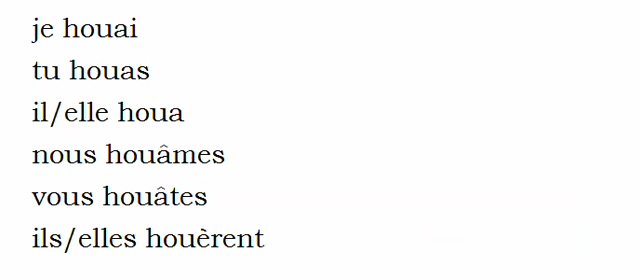 je houai
tu houas
il/elle houa
nous houâmes
vous houâtes
ils/elles houèrent